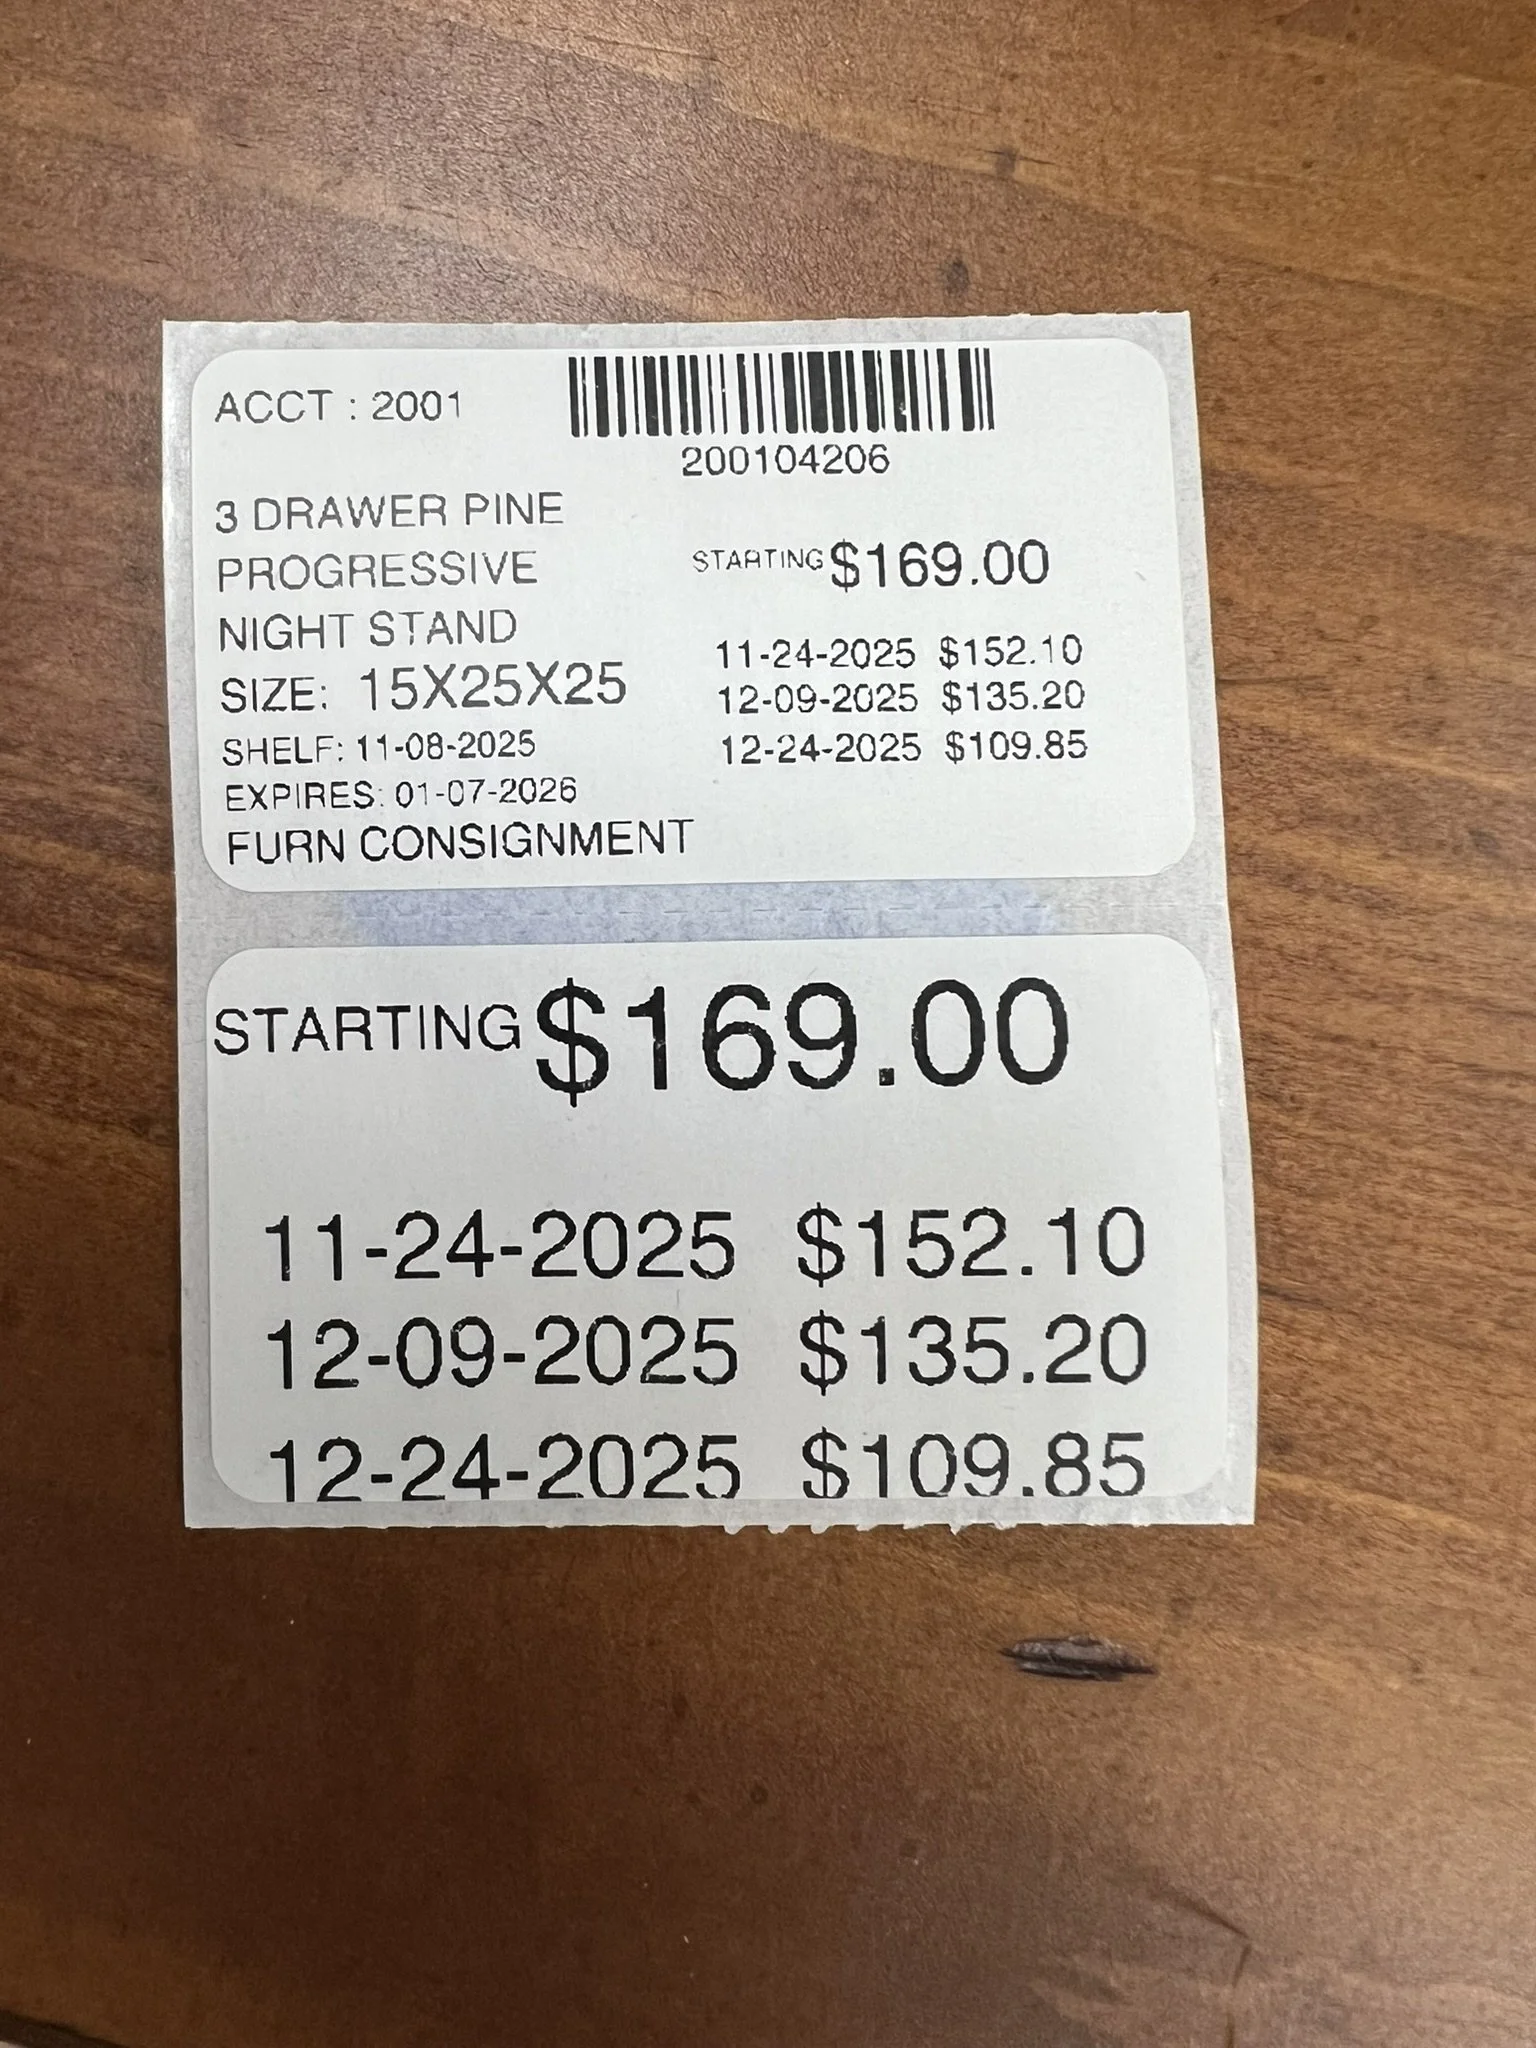 ACCT : 2001
200104206
3 DRAWER PINE
PROGRESSIVE
NIGHT STAND
SIZE: 15X25X25
SHELF: 11-08-2025
EXPIRES: 01-07-2026
FURN CONSIGNMENT
STARTING $169.00
11-24-2025 $152.10
12-09-2025 $135.20
12-24-2025 $109.85
STARTING $169.00
11-24-2025 $152.10
12-09-2025 $135.20
12-24-2025 $109.85